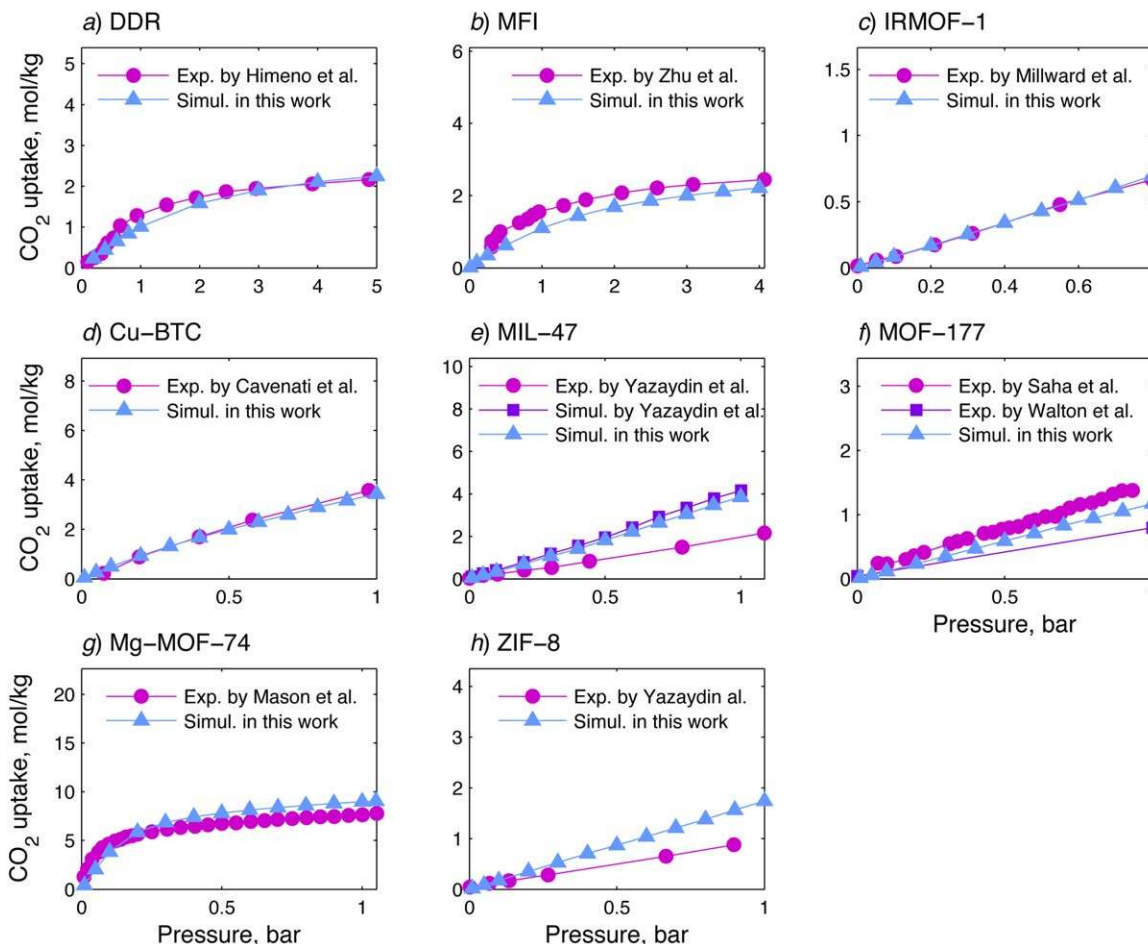 a) DDR
CO2 uptake, mol/kg
5
4
3
2
1
0
Exp. by Himeno et al.
Simul. in this work
0 1 2 3 4 5
b) MFI
6
4
2
0
Exp. by Zhu et al.
Simul. in this work
0 1 2 3 4
c) IRMOF-1
1.5
1
0.5
0
Exp. by Millward et al.
Simul. in this work
0 0.2 0.4 0.6
d) Cu-BTC
CO2 uptake, mol/kg
8
6
4
2
0
Exp. by Cavenati et al.
Simul. in this work
0 0.5 1
e) MIL-47
10
8
6
4
2
0
Exp. by Yazaydin et al.
Simul. by Yazaydin et al.
Simul. in this work
0 0.5 1
f) MOF-177
3
2
1
0
Exp. by Saha et al.
Exp. by Walton et al.
Simul. in this work
0 0.5
Pressure, bar
g) Mg-MOF-74
CO2 uptake, mol/kg
20
15
10
5
0
Exp. by Mason et al.
Simul. in this work
0 0.5 1
Pressure, bar
h) ZIF-8
4
3
2
1
0
Exp. by Yazaydin al.
Simul. in this work
0 0.5 1
Pressure, bar